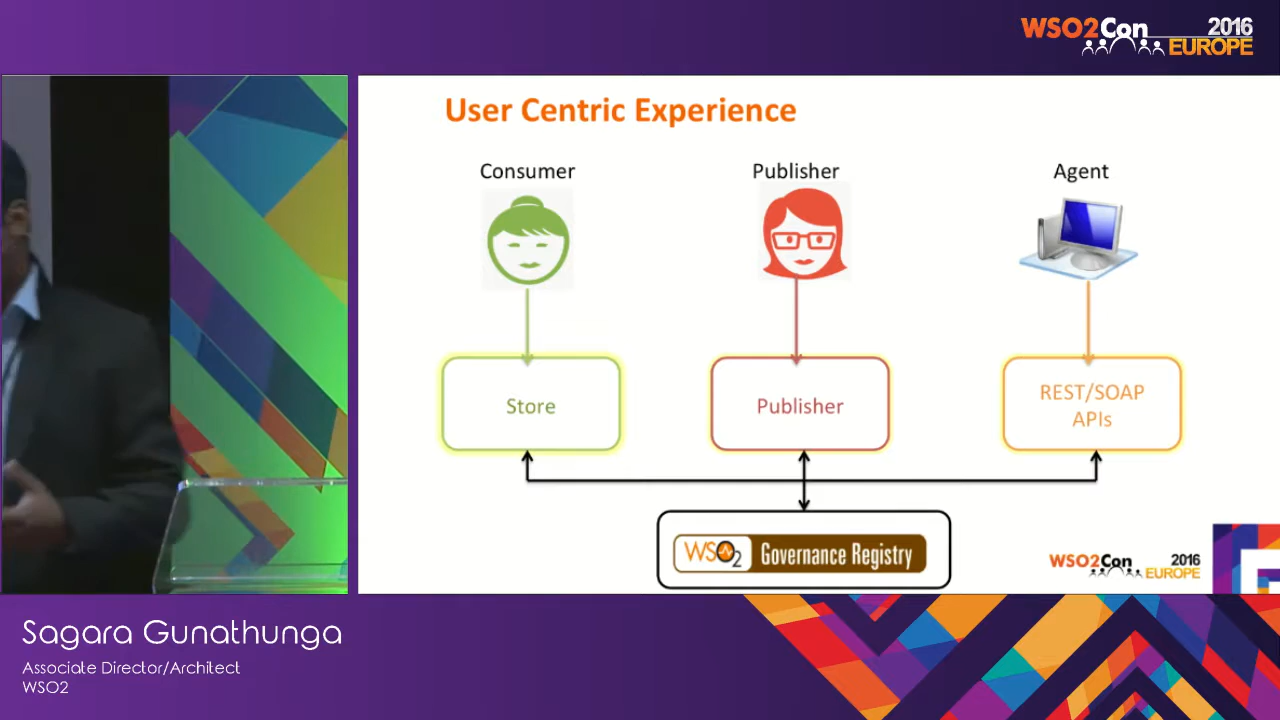 WSO2Con 2016
EUROPE
User Centric Experience
Consumer
Publisher
Agent
Store
Publisher
REST/SOAP
APIs
WSO2 Governance Registry
WSO2Con 2016
EUROPE
Sagara Gunathunga
Associate Director/Architect
WSO2